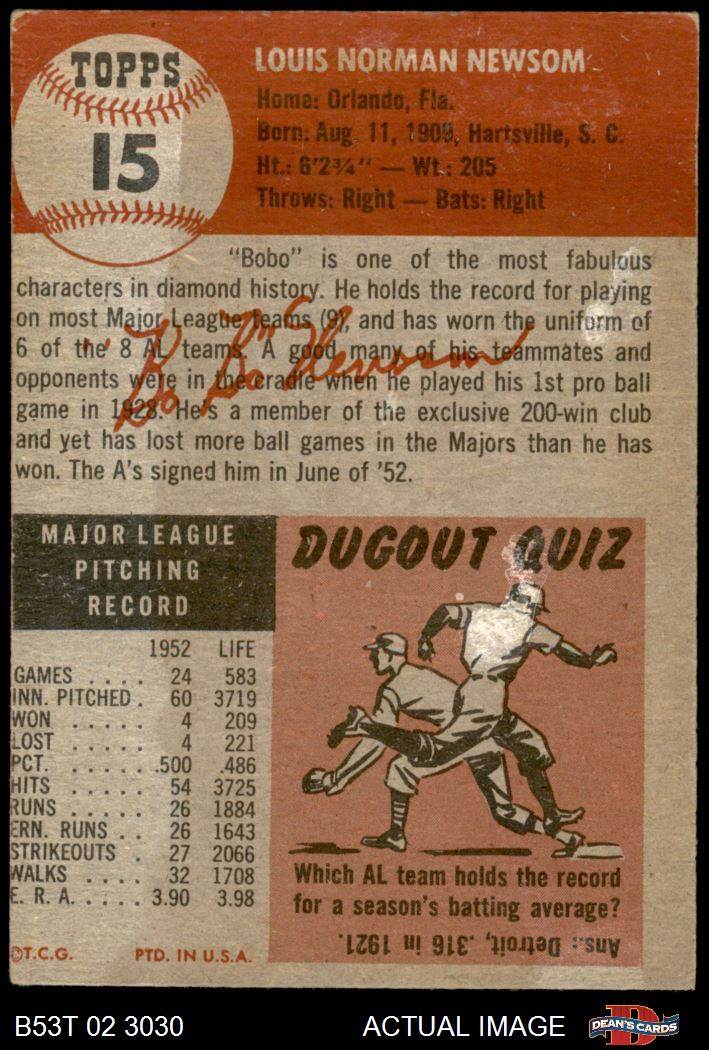 TOPPS
15
LOUIS NORMAN NEWSOM
Home: Orlando, Fla.
Born: Aug. 11, 1909, Hartsville, S. C.
Ht.: 6'2¾" — Wt.: 205
Throws: Right — Bats: Right
"Bobo" is one of the most fabulous
characters in diamond history. He holds the record for playing
on most Major League teams (9), and has worn the uniform of
6 of the 8 AL teams. A good many of his teammates and
opponents were in the cradle when he played his 1st pro ball
game in 1928. He's a member of the exclusive 200-win club
and yet has lost more ball games in the Majors than he has
won. The A's signed him in June of '52.
"Bo Bo" Newsom
MAJOR LEAGUE
PITCHING
RECORD
1952 LIFE
GAMES . . . . 24 583
INN. PITCHED . 60 3719
WON . . . . . 4 209
LOST . . . . . 4 221
PCT. . . . . . .500 .486
HITS . . . . . 54 3725
RUNS . . . . . 26 1884
ERN. RUNS . . 26 1643
STRIKEOUTS . 27 2066
WALKS . . . . 32 1708
E. R. A. . . . . 3.90 3.98
©T.C.G. PTD. IN U.S.A.
DUGOUT QUIZ
Which AL team holds the record
for a season's batting average?
Ans.: Detroit, .316 in 1921.
B53T 02 3030 ACTUAL IMAGE
D
DEAN'S CARDS